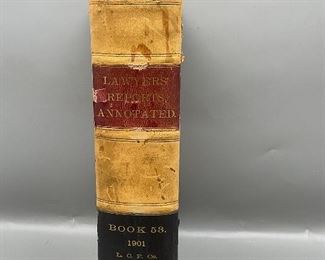 LAWYERS'
REPORTS,
ANNOTATED.
BOOK 53.
1901
L. C. P. Co.